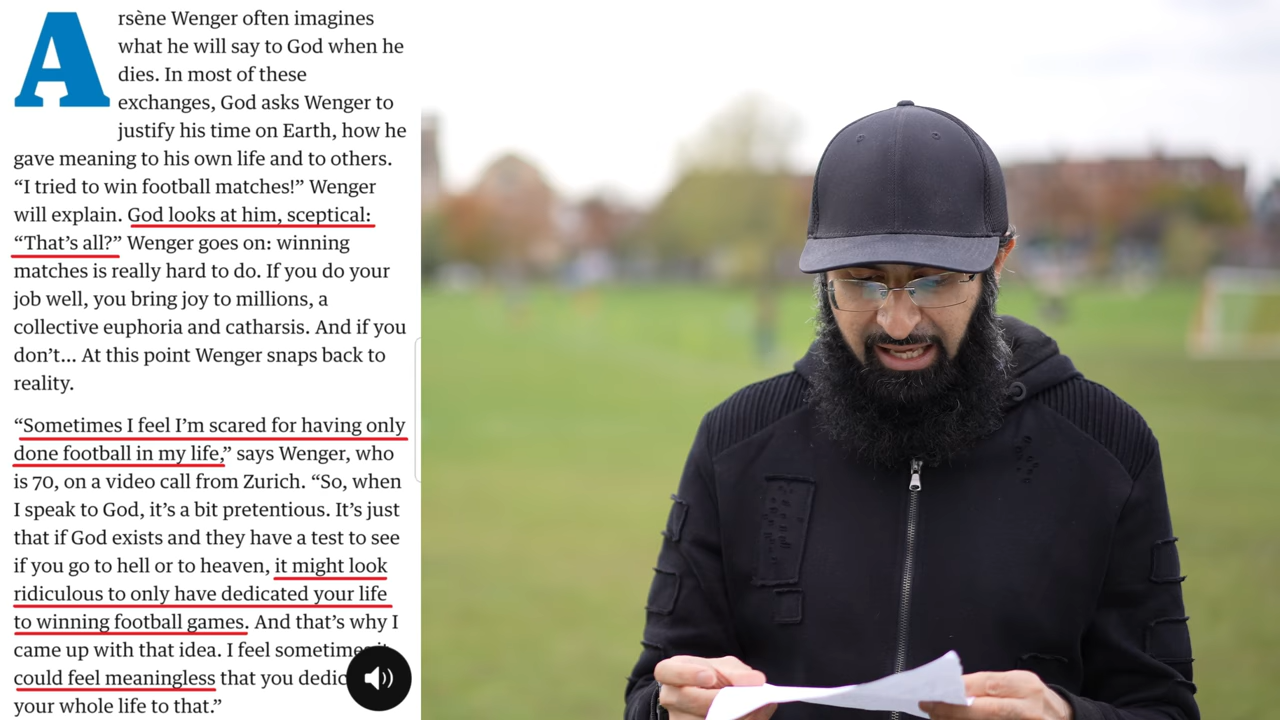 Arsène Wenger often imagines
what he will say to God when he
dies. In most of these
exchanges, God asks Wenger to
justify his time on Earth, how he
gave meaning to his own life and to others.
“I tried to win football matches!” Wenger
will explain. God looks at him, sceptical:
“That’s all?” Wenger goes on: winning
matches is really hard to do. If you do your
job well, you bring joy to millions, a
collective euphoria and catharsis. And if you
don’t… At this point Wenger snaps back to
reality.
“Sometimes I feel I’m scared for having only
done football in my life,” says Wenger, who
is 70, on a video call from Zurich. “So, when
I speak to God, it’s a bit pretentious. It’s just
that if God exists and they have a test to see
if you go to hell or to heaven, it might look
ridiculous to only have dedicated your life
to winning football games. And that’s why I
came up with that idea. I feel sometimes it
could feel meaningless that you
your whole life to that.”